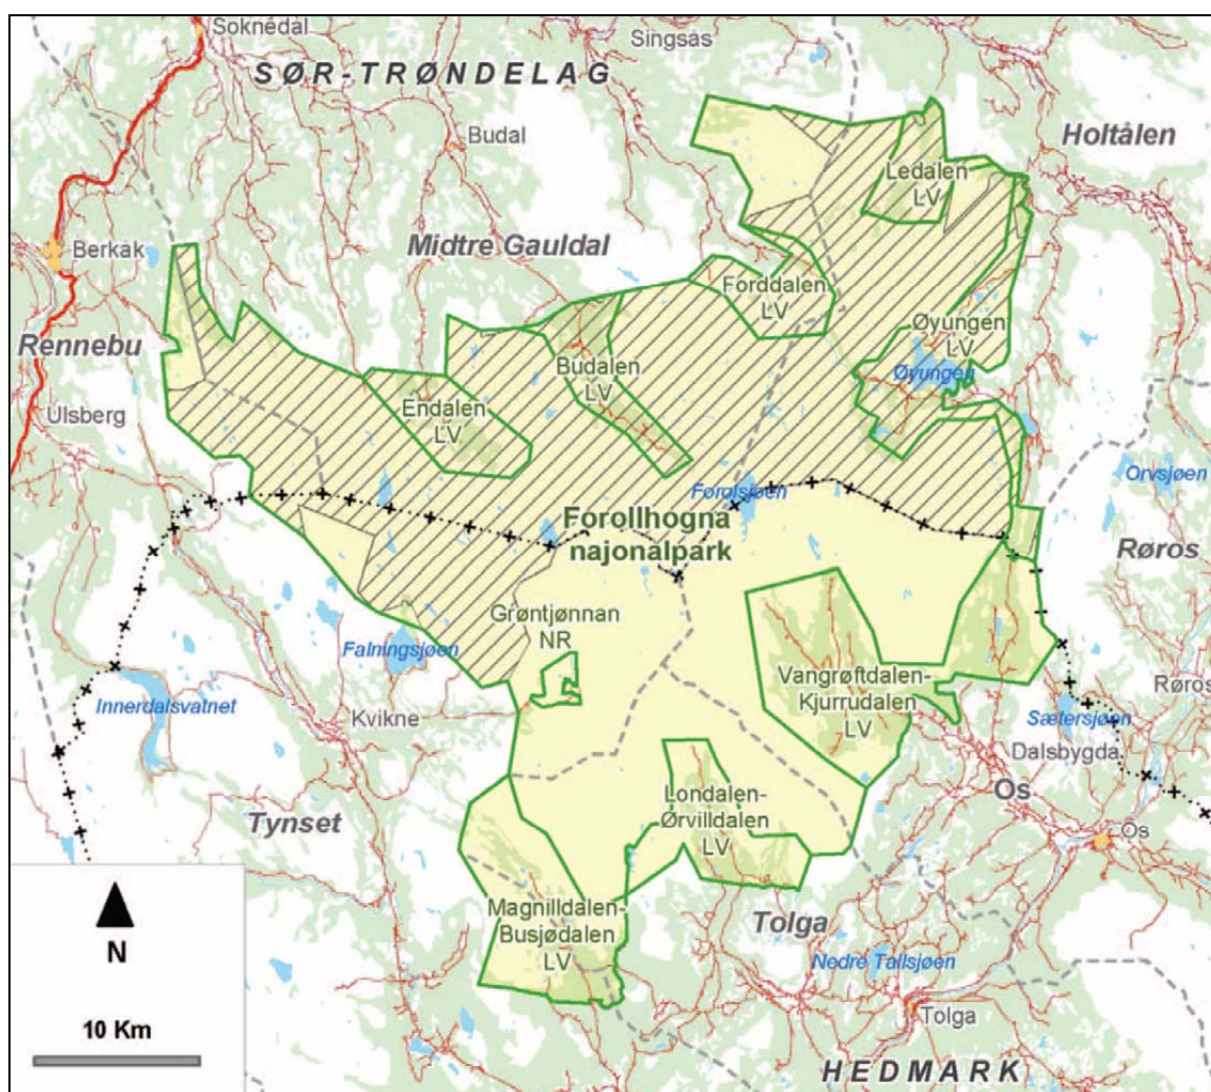 Soknedal
Singsås
SØR-TRØNDELAG
Budal
Holtålen
Ledalen
LV
Berkåk
Midtre Gauldal
Forddalen
LV
Øyungen
LV
Rennebu
Budalen
LV
Øyungen
Ulsberg
Endalen
LV
Orvsjøen
Forolsjøen
Forollhogna
najonalpark
Røros
Grøntjønnan
NR
Falningsjøen
Vangrøftdalen-
Kjurrudalen
LV
Røros
Innerdalsvatnet
Kvikne
Sætersjøen
Dalsbygda
Londalen-
Ørvilldalen
LV
Os
Tynset
Os
Magnilldalen-
Busjødalen
LV
Tolga
N
Nedre Tallsjøen
Tolga
10 Km
HEDMARK